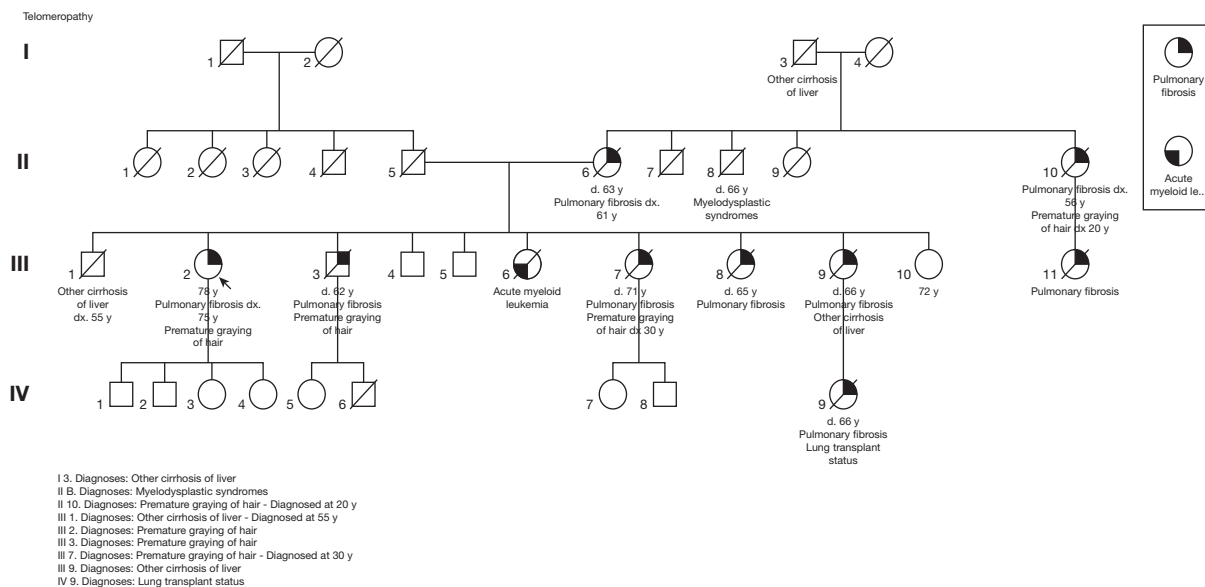 Telomeropathy
I
1
2
3
4
Other cirrhosis
of liver
Pulmonary
fibrosis
Acute
myeloid le..
II
1
2
3
4
5
6
7
8
9
10
d. 63 y
Pulmonary fibrosis dx.
61 y
d. 66 y
Myelodysplastic
syndromes
Pulmonary fibrosis dx.
56 y
Premature graying
of hair dx 20 y
III
1
2
3
4
5
6
7
8
9
10
11
Other cirrhosis
of liver
dx. 55 y
78 y
Pulmonary fibrosis dx.
75 y
Premature graying
of hair
d. 62 y
Pulmonary fibrosis
Premature graying
of hair
Acute myeloid
leukemia
d. 71 y
Pulmonary fibrosis
Premature graying
of hair dx 30 y
d. 65 y
Pulmonary fibrosis
d. 66 y
Pulmonary fibrosis
Other cirrhosis
of liver
72 y
Pulmonary fibrosis
IV
1
2
3
4
5
6
7
8
9
d. 66 y
Pulmonary fibrosis
Lung transplant
status
I 3. Diagnoses: Other cirrhosis of liver
II B. Diagnoses: Myelodysplastic syndromes
II 10. Diagnoses: Premature graying of hair - Diagnosed at 20 y
III 1. Diagnoses: Other cirrhosis of liver - Diagnosed at 55 y
III 2. Diagnoses: Premature graying of hair
III 3. Diagnoses: Premature graying of hair
III 7. Diagnoses: Premature graying of hair - Diagnosed at 30 y
III 9. Diagnoses: Other cirrhosis of liver
IV 9. Diagnoses: Lung transplant status